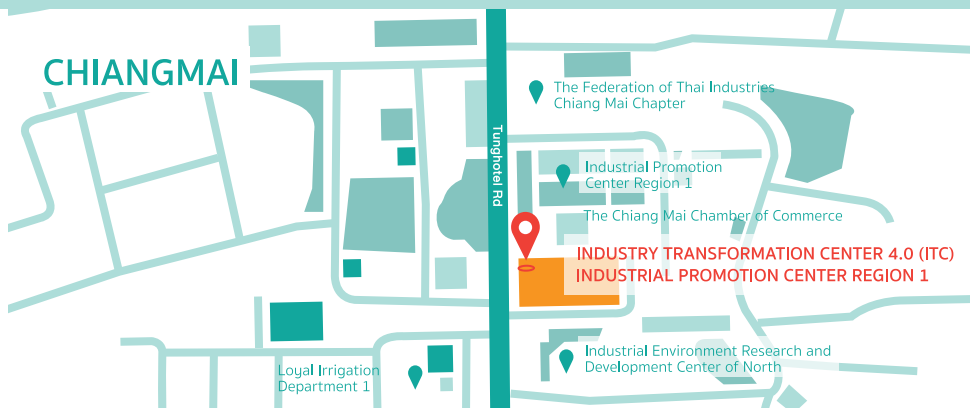 CHIANGMAI
The Federation of Thai Industries
Chiang Mai Chapter
Tunghotel Rd
Industrial Promotion
Center Region 1
The Chiang Mai Chamber of Commerce
INDUSTRY TRANSFORMATION CENTER 4.0 (ITC)
INDUSTRIAL PROMOTION CENTER REGION 1
Industrial Environment Research and
Development Center of North
Loyal Irrigation
Department 1